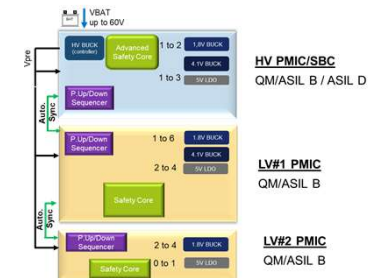 VBAT
up to 60V
Vpre
HV BUCK
(controller)
Advanced
Safety Core
1 to 2
1.8V BUCK
4.1V BUCK
1 to 3
5V LDO
P.Up/Down
Sequencer
HV PMIC/SBC
QM/ASIL B / ASIL D
Auto.
Sync
P.Up/Down
Sequencer
1 to 6
1.8V BUCK
4.1V BUCK
2 to 4
5V LDO
Safety Core
LV#1 PMIC
QM/ASIL B
Auto.
Sync
P.Up/Down
Sequencer
2 to 4
1.8V BUCK
0 to 1
5V LDO
Safety Core
LV#2 PMIC
QM/ASIL B